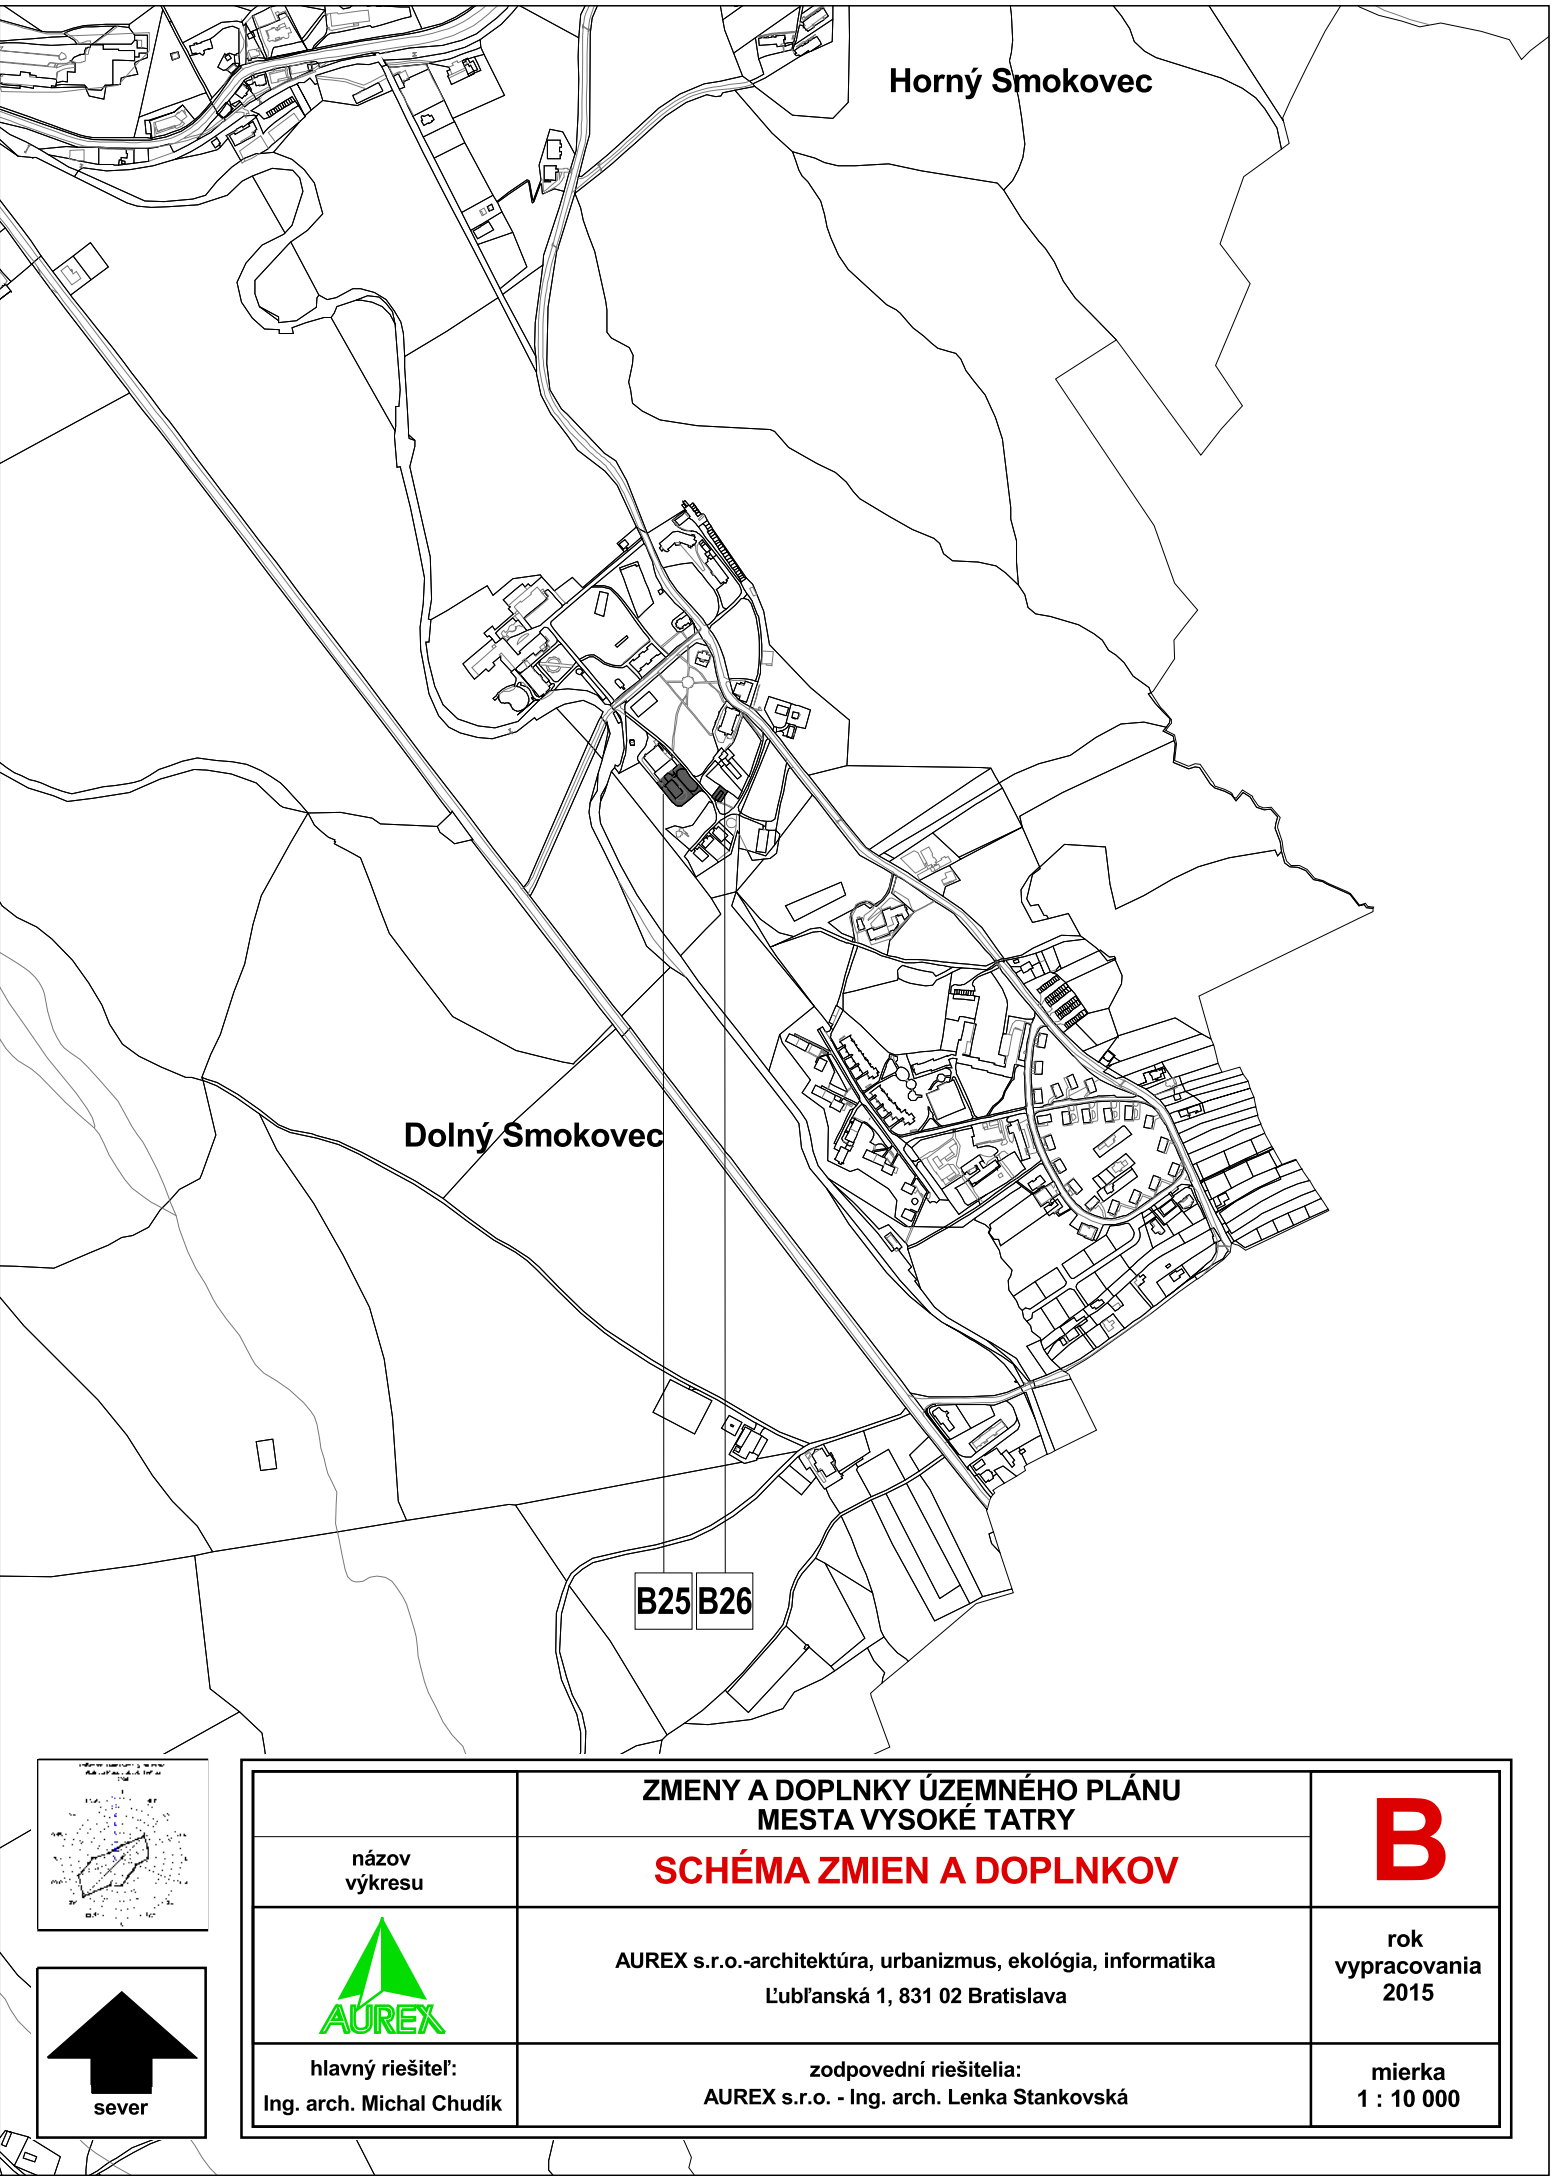 Horný Smokovec
Dolný Smokovec
B25 B26
ZMENY A DOPLNKY ÚZEMNÉHO PLÁNU
MESTA VYSOKÉ TATRY
B
názov
výkresu
SCHÉMA ZMIEN A DOPLNKOV
AUREX
AUREX s.r.o.-architektúra, urbanizmus, ekológia, informatika
Ľubľanská 1, 831 02 Bratislava
rok
vypracovania
2015
hlavný riešiteľ:
Ing. arch. Michal Chudík
zodpovední riešitelia:
AUREX s.r.o. - Ing. arch. Lenka Stankovská
mierka
1 : 10 000
sever